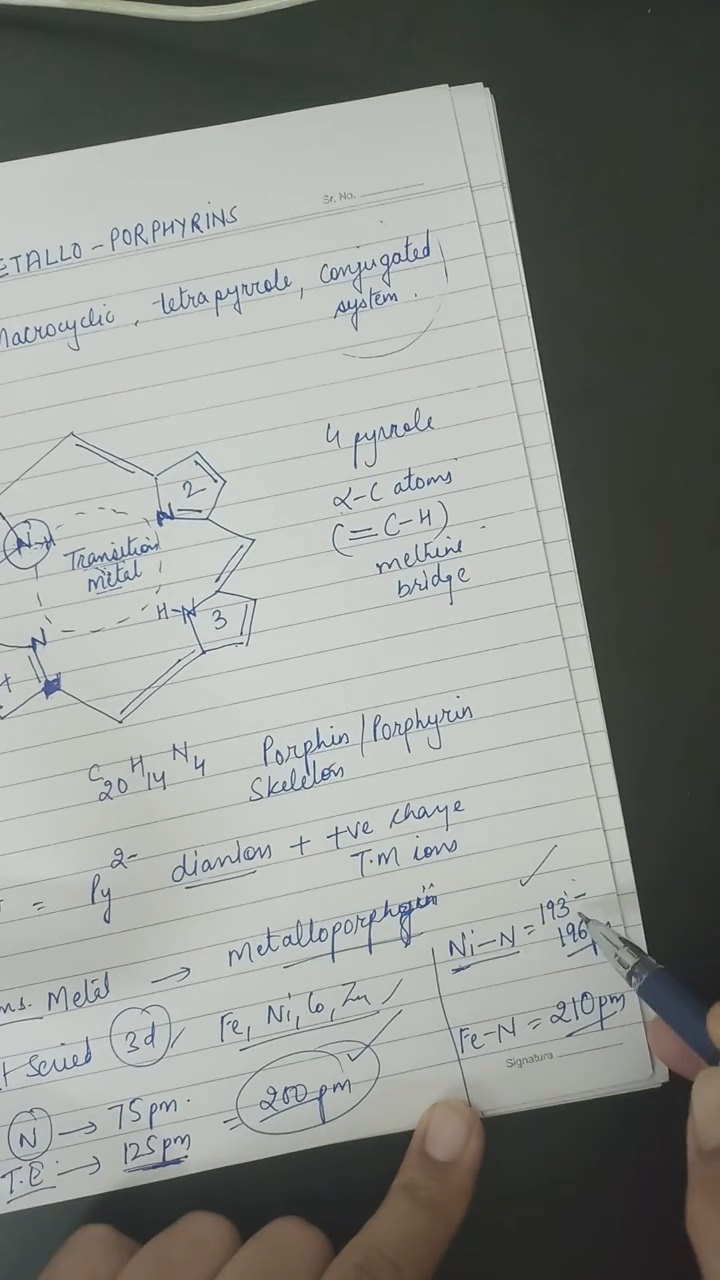 Sr. No.
ETALLO - PORPHYRINS
Macrocyclic, tetrapyrrole, conjugated
system.
4 pyrrole
α-C atoms
(=C-H)
methine
bridge
2
N
N-H
Transition
metal
H-N
3
N
+
C20H14N4 Porphin/Porphyrin
Skeleton
= Py2- dianion + +ve charge
T.M ions
ns. Metal → metalloporphyrin
t Series 3d, Fe, Ni, Co, Zn
N → 75pm.
T.E → 125pm = 200pm
Ni-N = 193-
196
Fe-N = 210pm
Signature